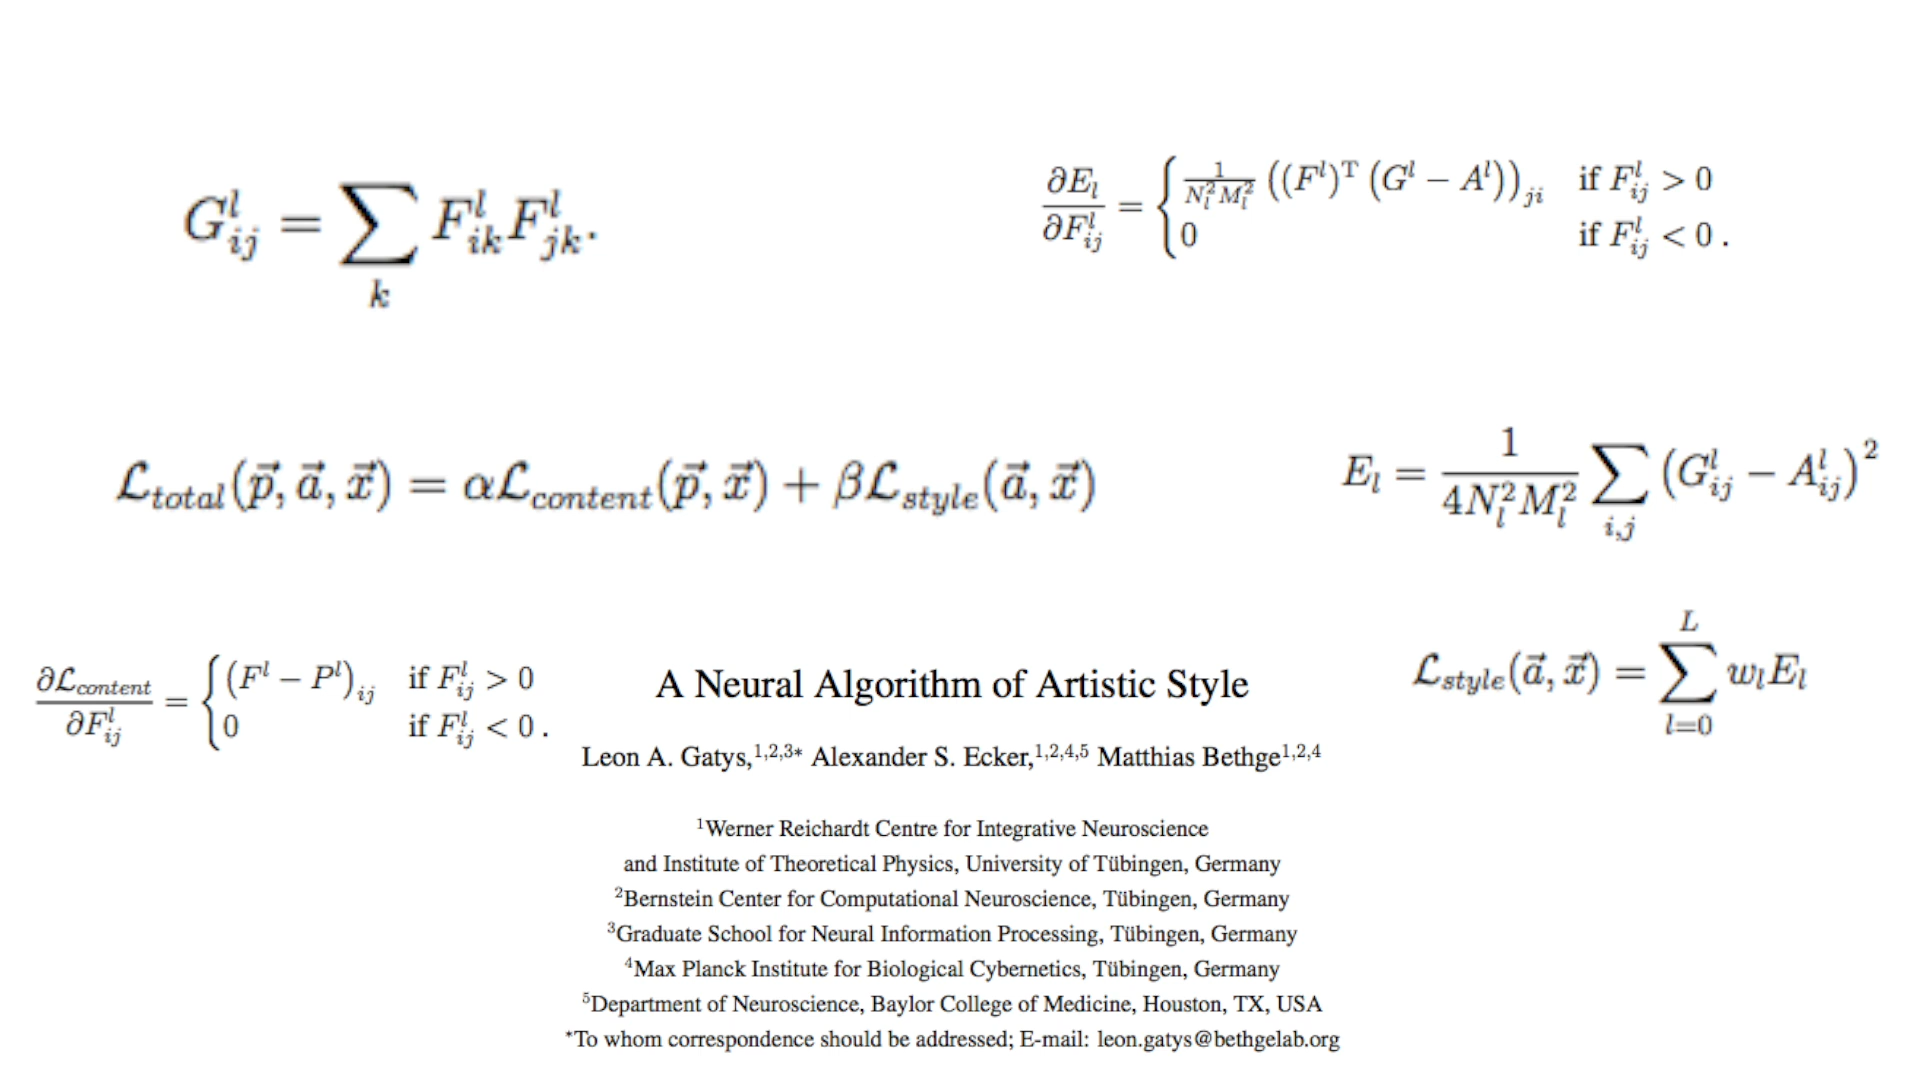 G^l_{ij} = \sum_k F^l_{ik} F^l_{jk}.
\frac{\partial E_l}{\partial F^l_{ij}} = \begin{cases} \frac{1}{N_l^2 M_l^2} \left( (F^l)^{\mathrm{T}} \left( G^l - A^l \right) \right)_{ji} & \text{if } F^l_{ij} > 0 \\ 0 & \text{if } F^l_{ij} < 0 . \end{cases}
\mathcal{L}_{total}(\vec{p}, \vec{a}, \vec{x}) = \alpha \mathcal{L}_{content}(\vec{p}, \vec{x}) + \beta \mathcal{L}_{style}(\vec{a}, \vec{x})
E_l = \frac{1}{4 N_l^2 M_l^2} \sum_{i,j} \left( G^l_{ij} - A^l_{ij} \right)^2
\mathcal{L}_{style}(\vec{a}, \vec{x}) = \sum_{l=0}^{L} w_l E_l
\frac{\partial \mathcal{L}_{content}}{\partial F^l_{ij}} = \begin{cases} \left( F^l - P^l \right)_{ij} & \text{if } F^l_{ij} > 0 \\ 0 & \text{if } F^l_{ij} < 0 . \end{cases}
A Neural Algorithm of Artistic Style
Leon A. Gatys,^{1,2,3*} Alexander S. Ecker,^{1,2,4,5} Matthias Bethge^{1,2,4}
^1Werner Reichardt Centre for Integrative Neuroscience
and Institute of Theoretical Physics, University of Tübingen, Germany
^2Bernstein Center for Computational Neuroscience, Tübingen, Germany
^3Graduate School for Neural Information Processing, Tübingen, Germany
^4Max Planck Institute for Biological Cybernetics, Tübingen, Germany
^5Department of Neuroscience, Baylor College of Medicine, Houston, TX, USA
*To whom correspondence should be addressed; E-mail: leon.gatys@bethgelab.org